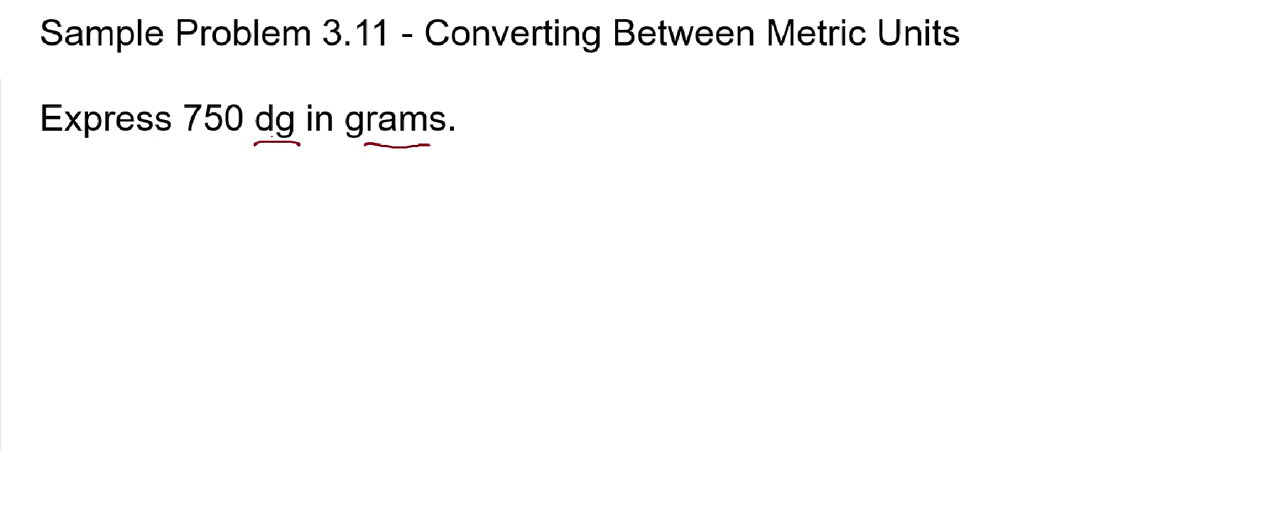 Sample Problem 3.11 - Converting Between Metric Units
Express 750 dg in grams.